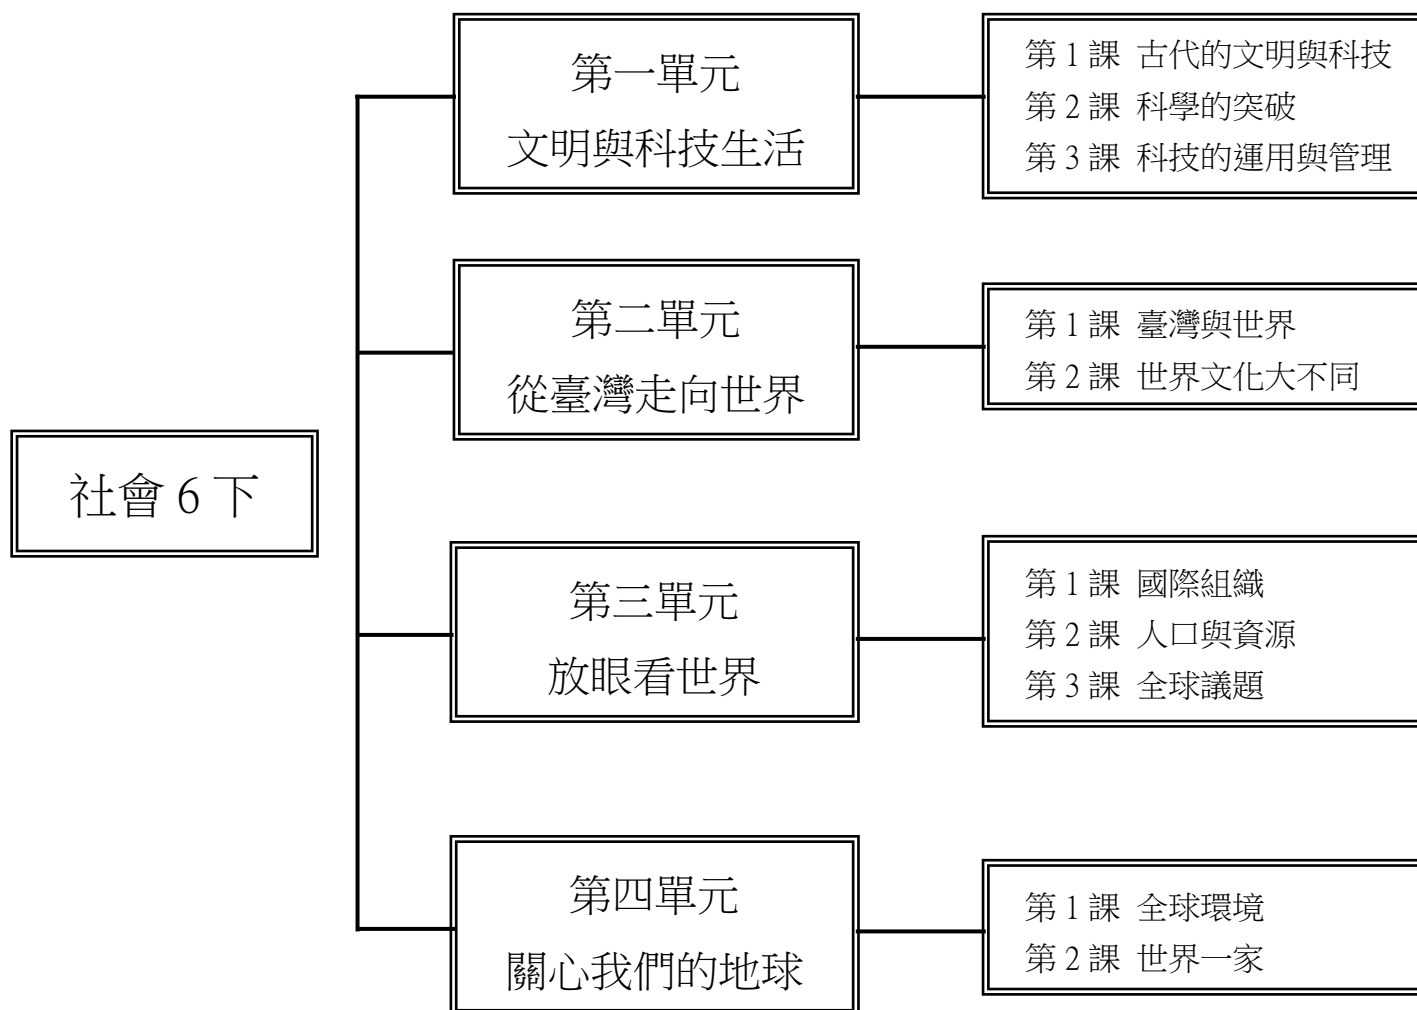 社會 6 下
第一單元
文明與科技生活
第 1 課 古代的文明與科技
第 2 課 科學的突破
第 3 課 科技的運用與管理
第二單元
從臺灣走向世界
第 1 課 臺灣與世界
第 2 課 世界文化大不同
第三單元
放眼看世界
第 1 課 國際組織
第 2 課 人口與資源
第 3 課 全球議題
第四單元
關心我們的地球
第 1 課 全球環境
第 2 課 世界一家